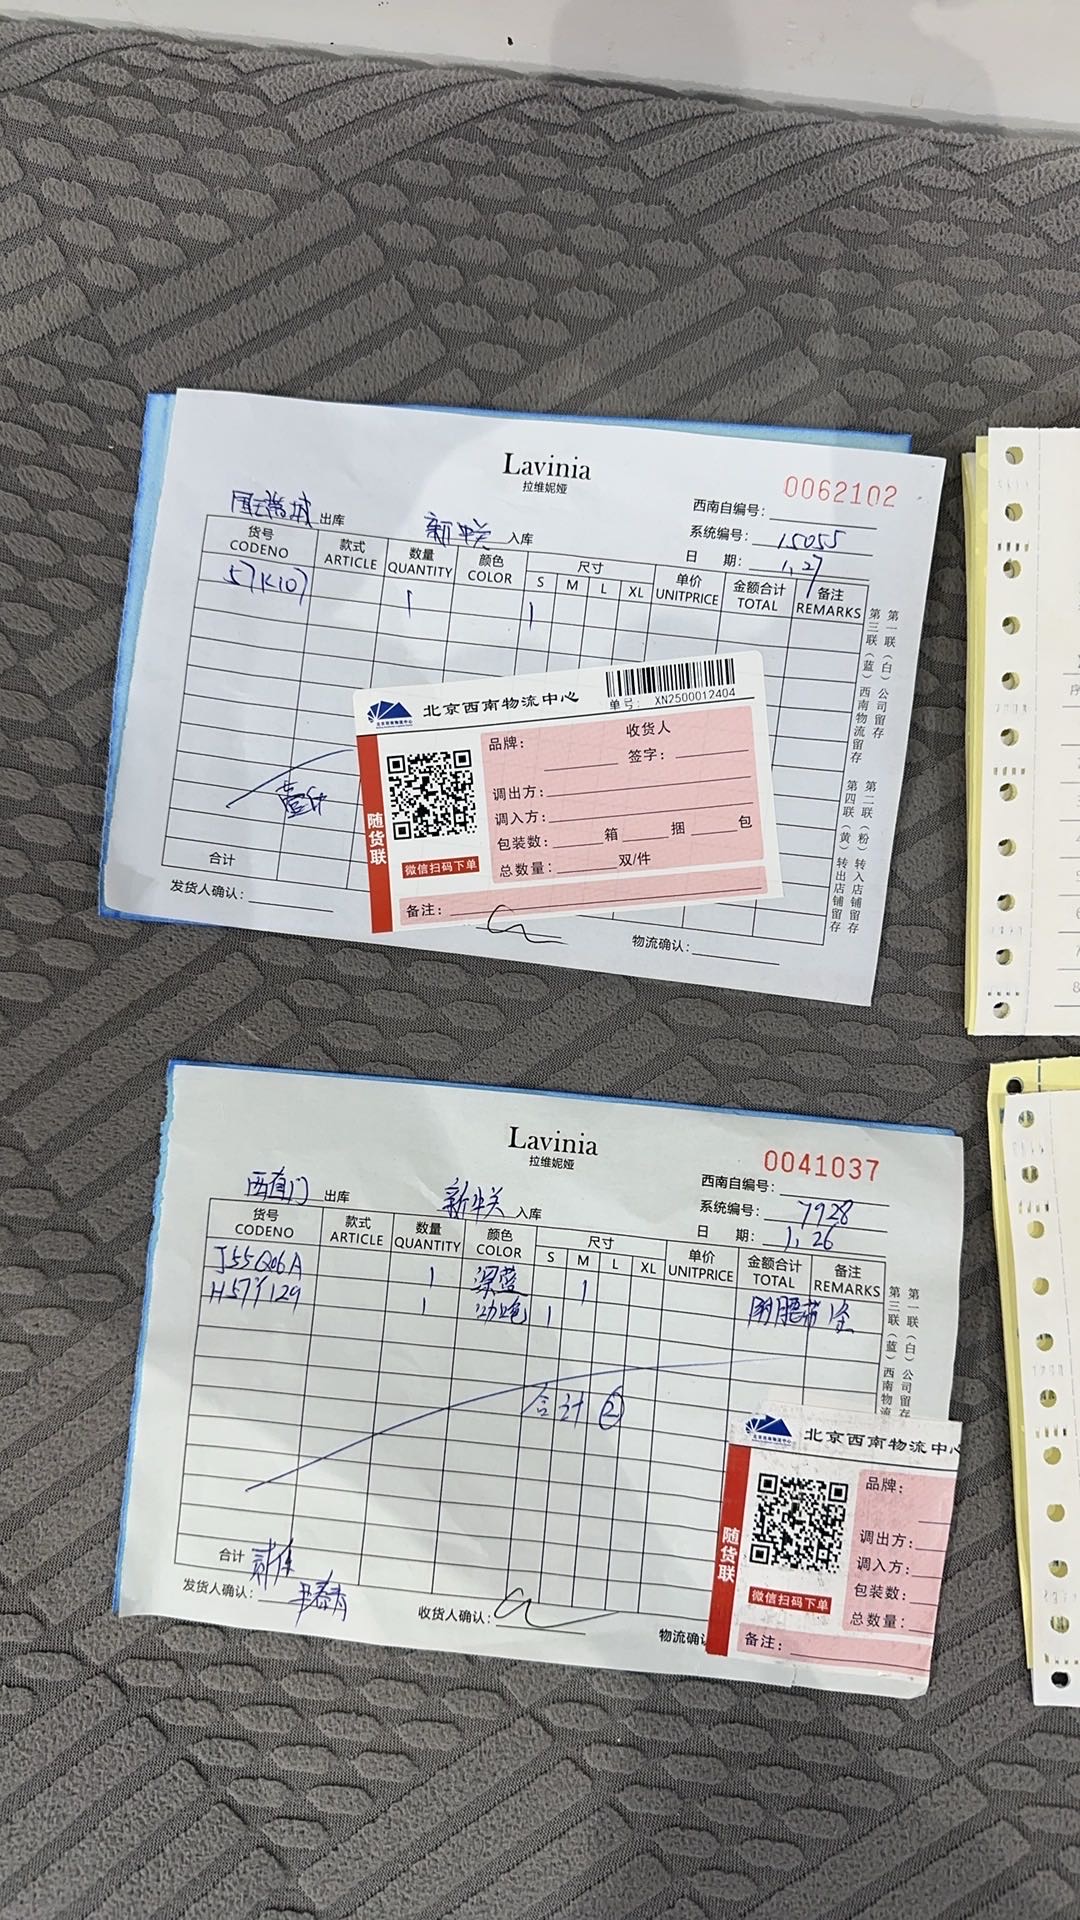 Lavinia
拉维妮娅
0062102
西南自编号:
出库
新中关 入库
系统编号: 15055
日 期: 1,27
货号 CODENO
款式 ARTICLE
数量 QUANTITY
颜色 COLOR
尺寸
S M L XL
单价 UNITPRICE
金额合计 TOTAL
备注 REMARKS
57K107 1 1
合计
发货人确认:
物流确认:
第一联(白)公司留存
第三联(蓝)西南物流留存
第二联(粉)转入店铺留存
第四联(黄)转出店铺留存
北京西南物流中心
单号: XN2500012404
随货联
微信扫码下单
品牌:
收货人
签字:
调出方:
调入方:
包装数: 箱 捆 包
总数量: 双/件
备注:
Lavinia
拉维妮娅
0041037
西南自编号:
西直门 出库
新中关 入库
系统编号: 7928
日 期: 1,26
货号 CODENO
款式 ARTICLE
数量 QUANTITY
颜色 COLOR
尺寸
S M L XL
单价 UNITPRICE
金额合计 TOTAL
备注 REMARKS
J55Q06A 1 深蓝 1
H57Y129 1 1 附腰带1条
合计 2
合计
发货人确认:
收货人确认:
物流确
第一联(白)公司留存
第三联(蓝)西南物流
北京西南物流中心
随货联
微信扫码下单
品牌:
调出方:
调入方:
包装数:
总数量:
备注: